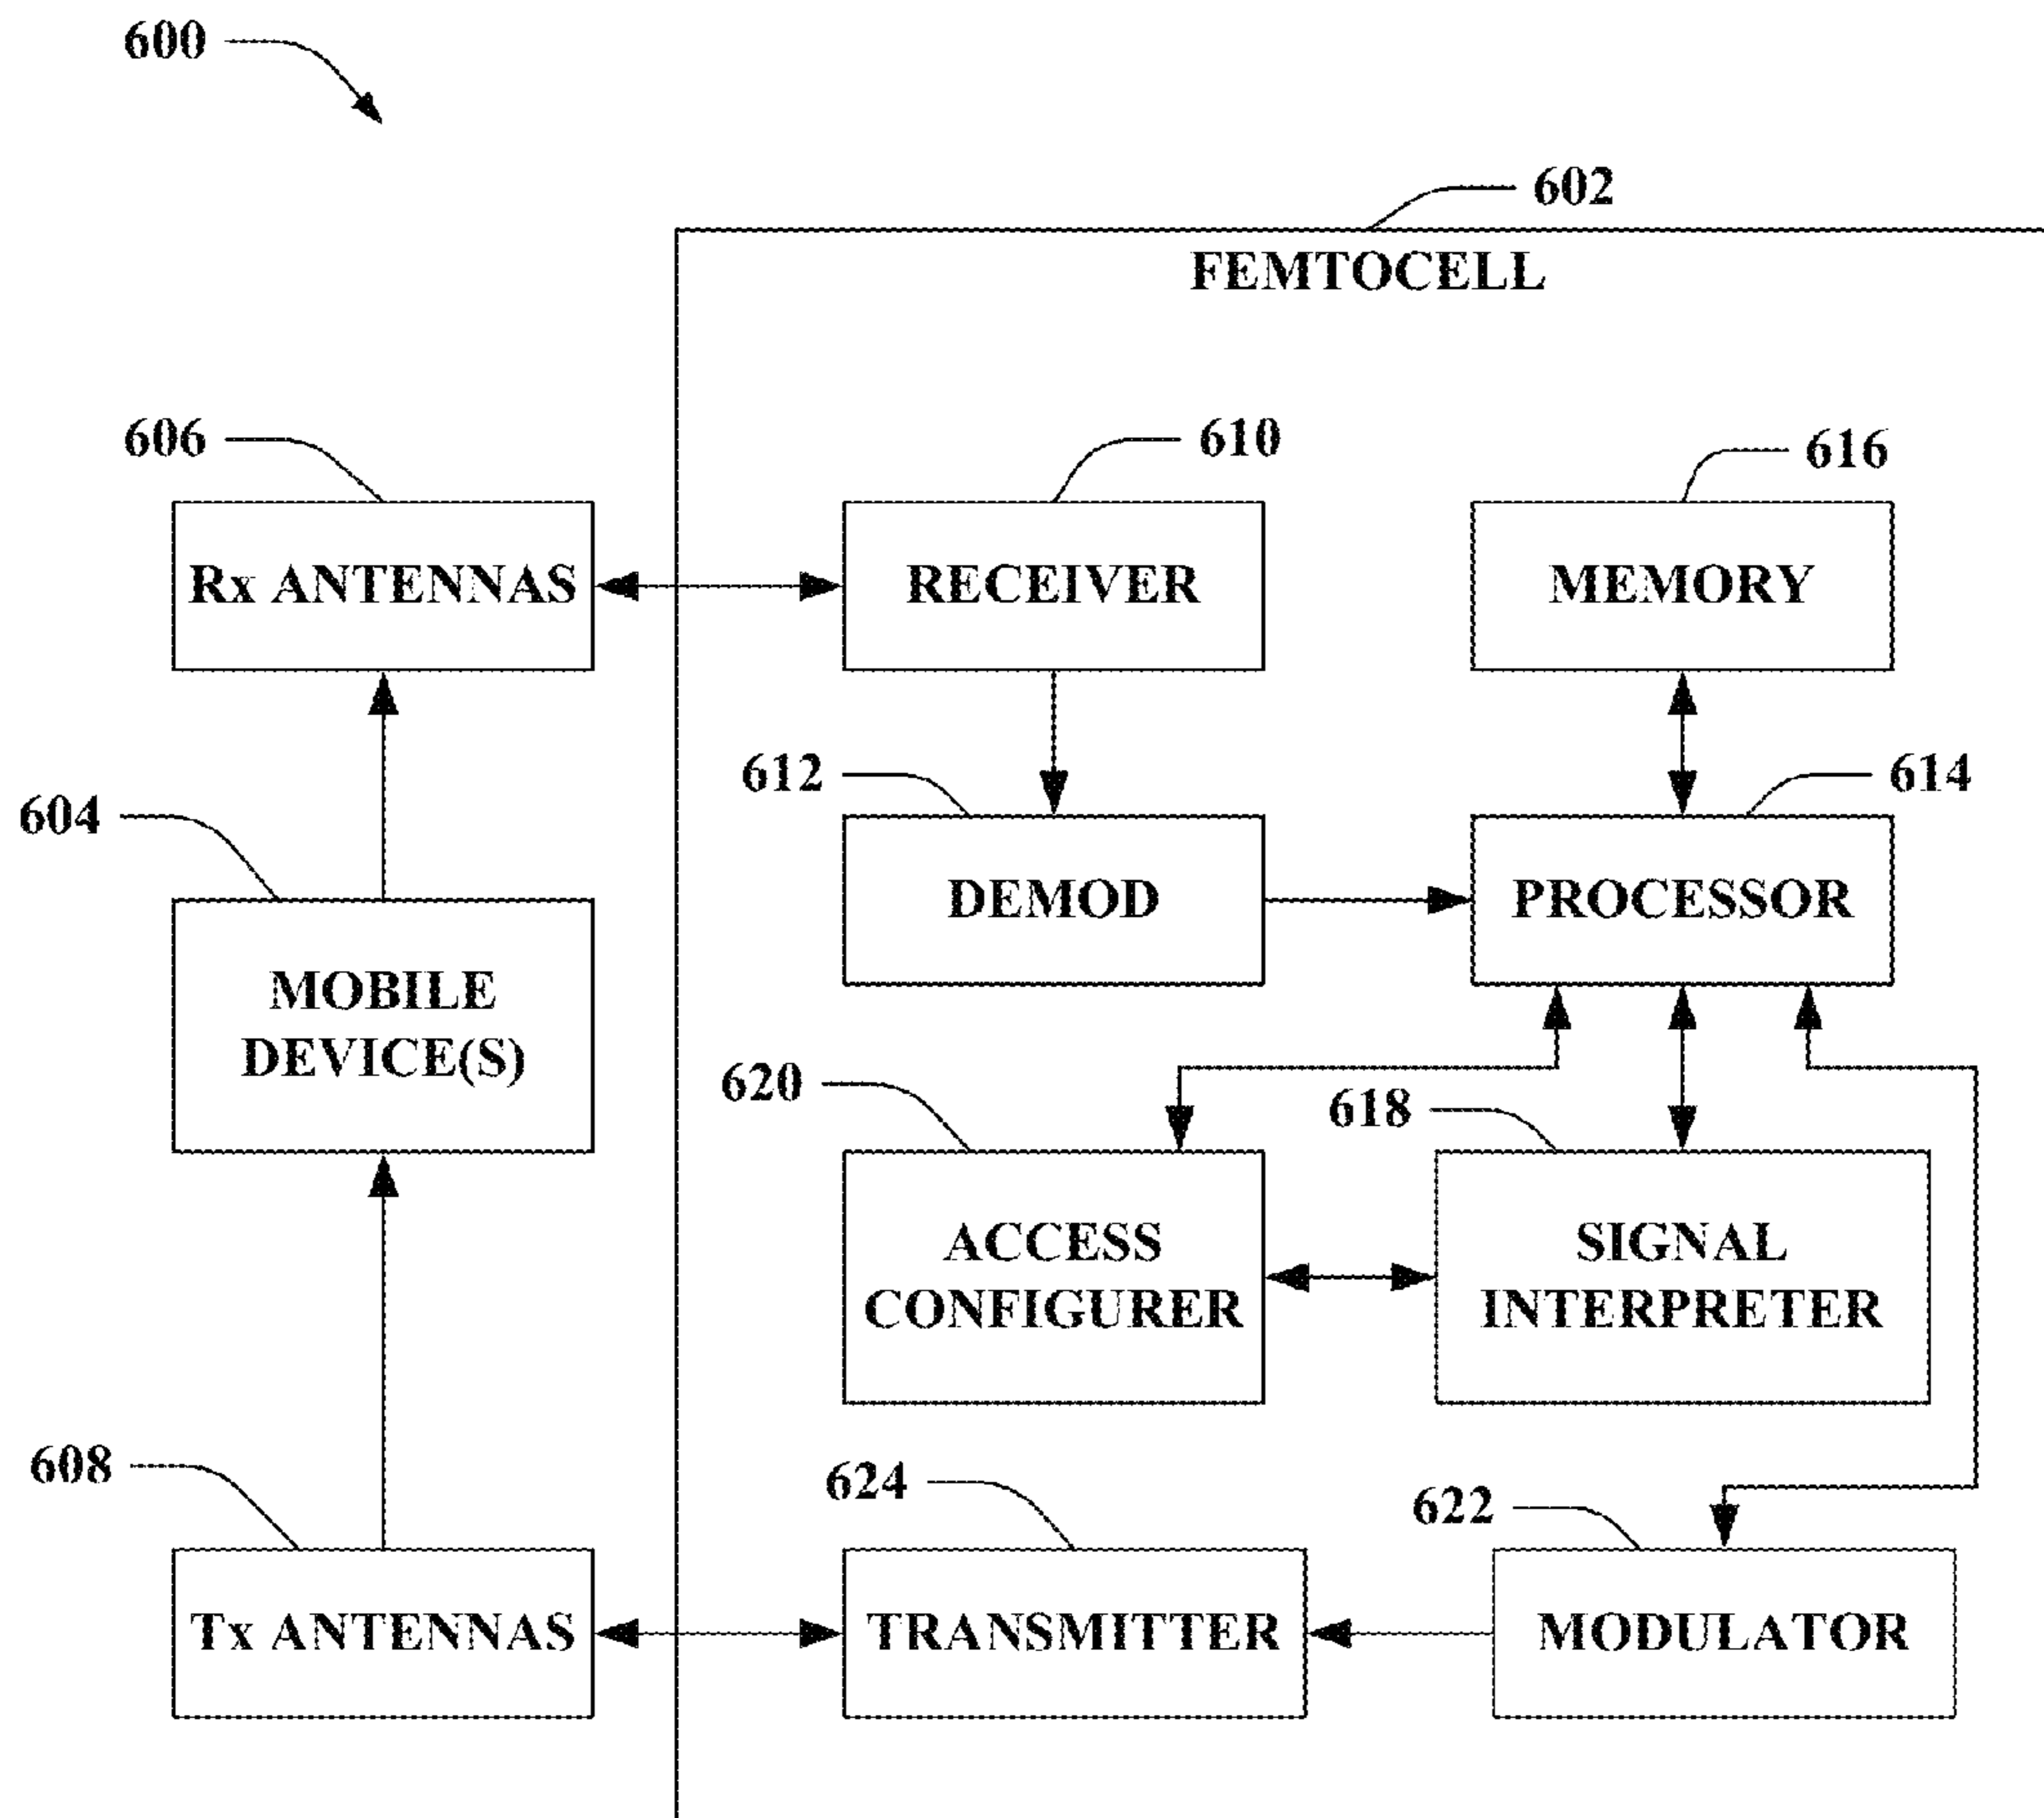 600
602
FEMTOCELL
606
610
616
Rx ANTENNAS
RECEIVER
MEMORY
612
614
604
DEMOD
PROCESSOR
MOBILE
DEVICE(S)
620
618
ACCESS
CONFIGURER
SIGNAL
INTERPRETER
608
624
622
Tx ANTENNAS
TRANSMITTER
MODULATOR